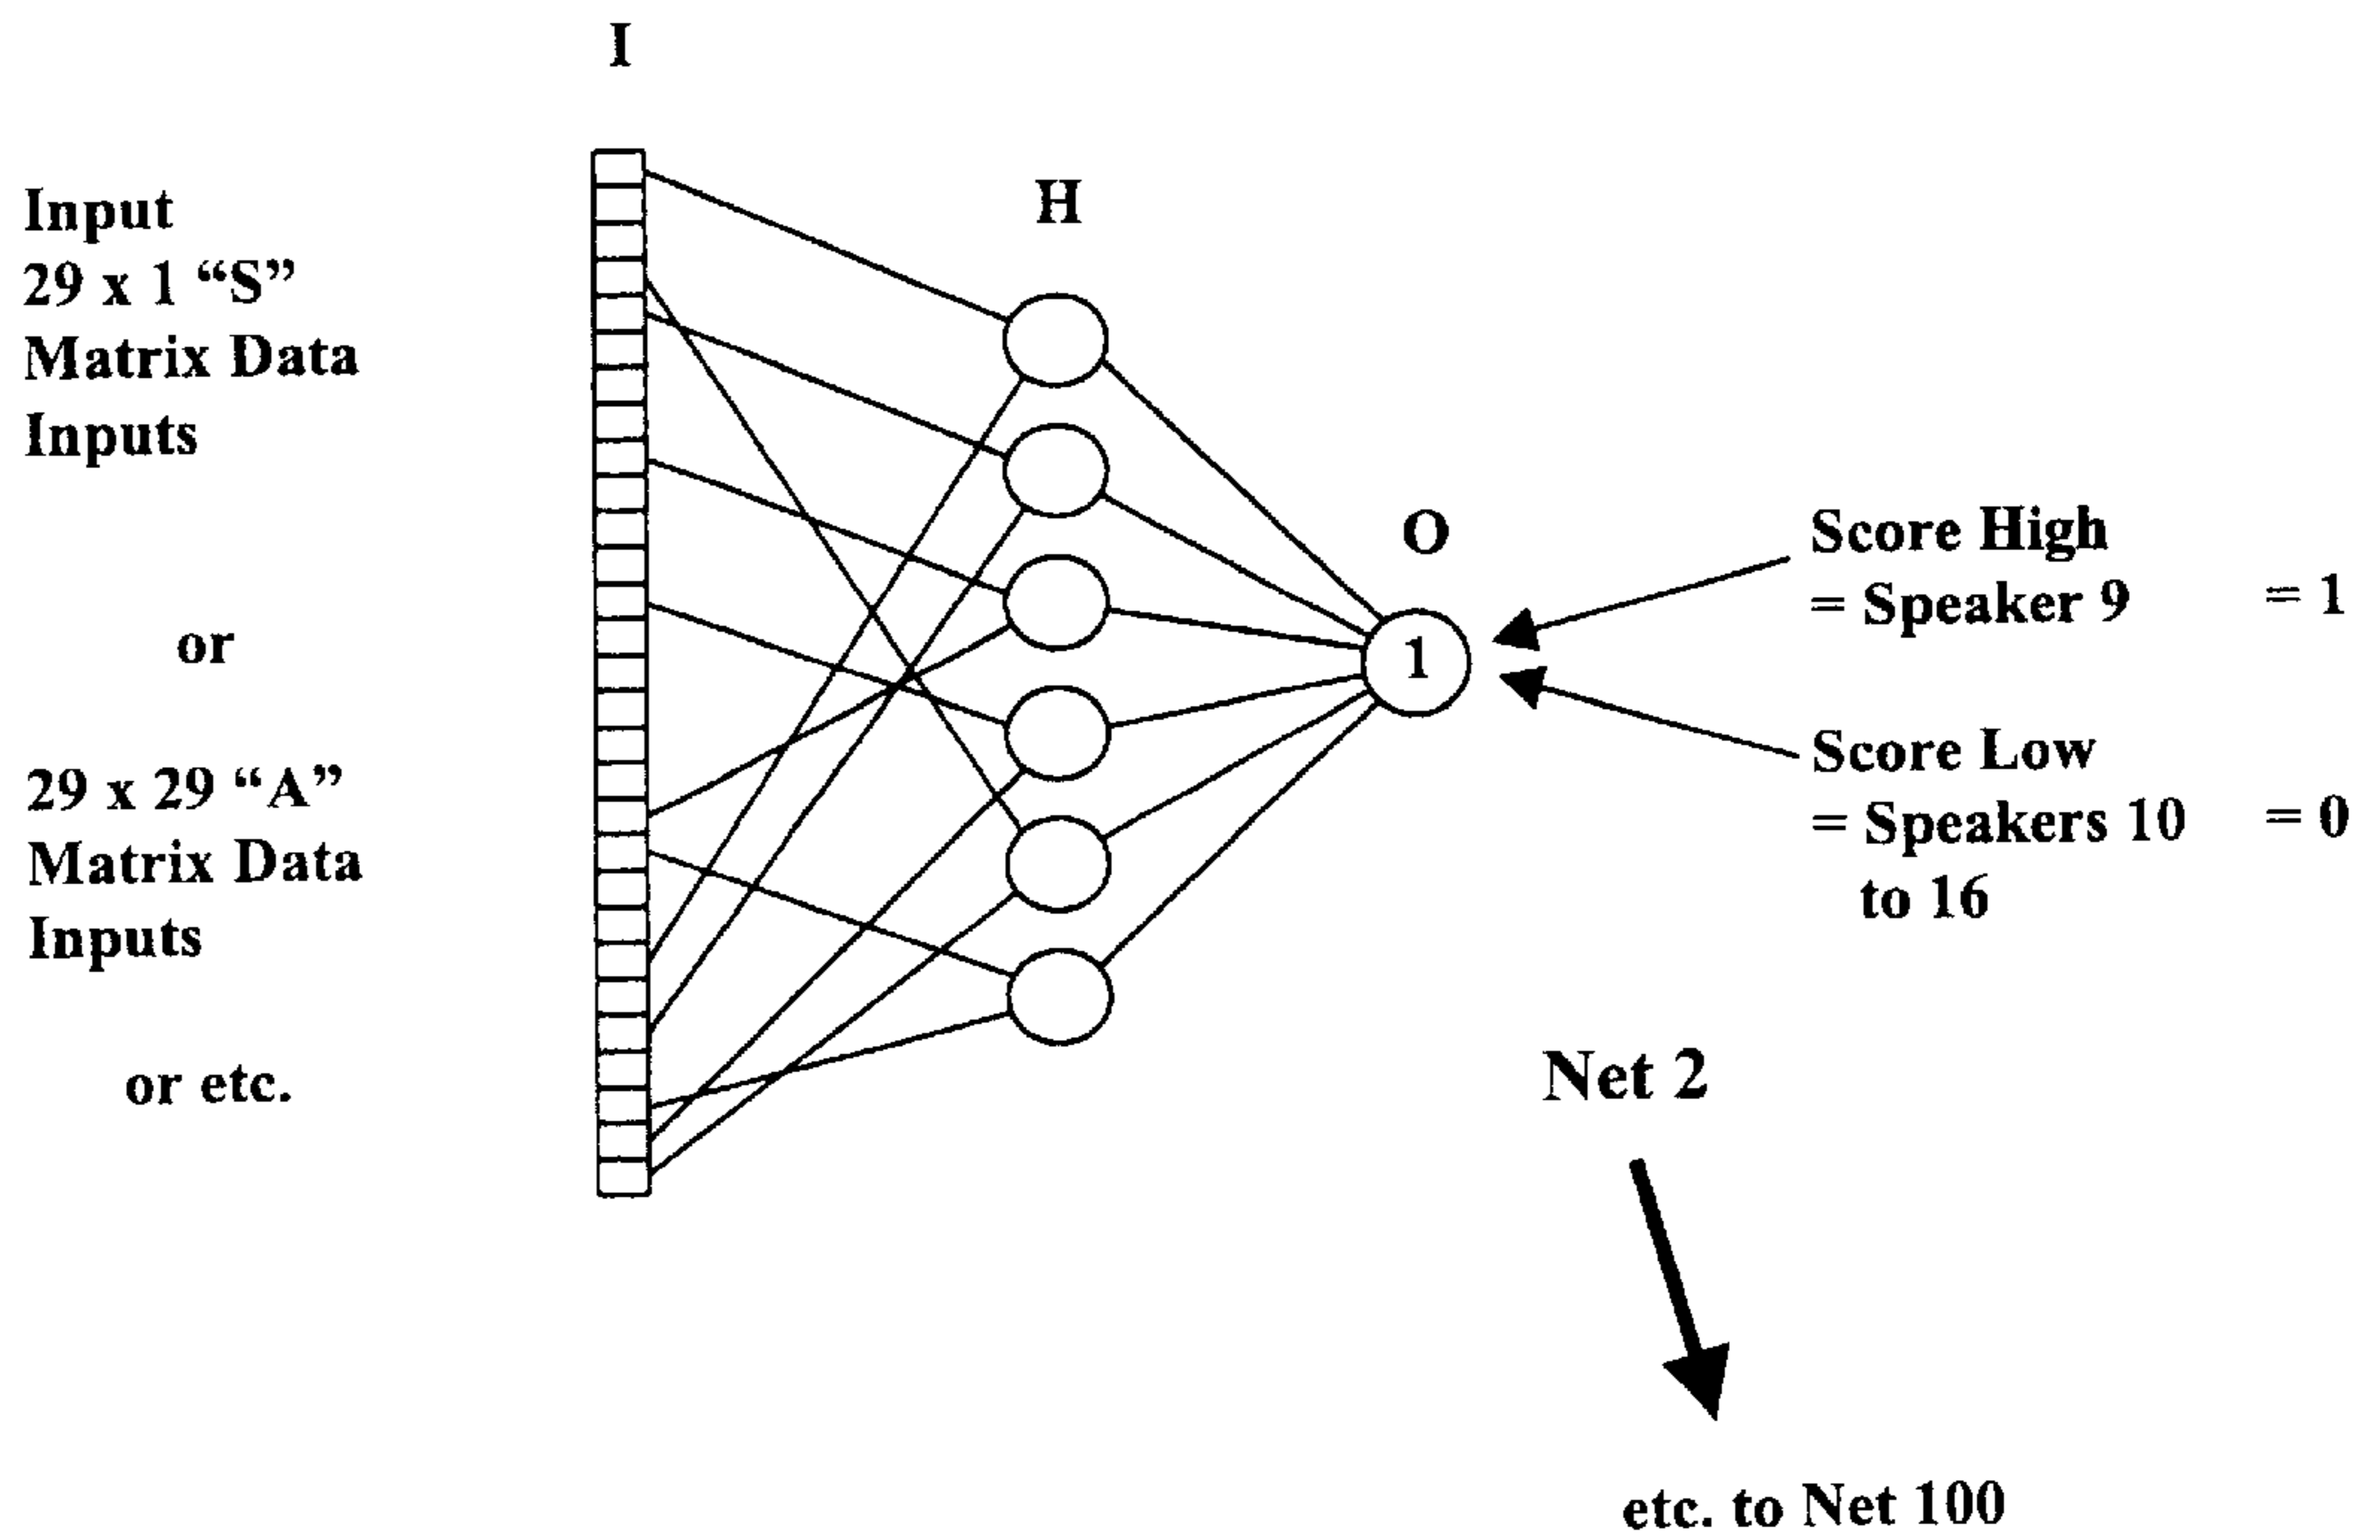 I
Input
29 x 1 “S”
Matrix Data
Inputs
or
29 x 29 “A”
Matrix Data
Inputs
or etc.
H
O
1
Score High
= Speaker 9 = 1
Score Low
= Speakers 10 = 0
to 16
Net 2
etc. to Net 100